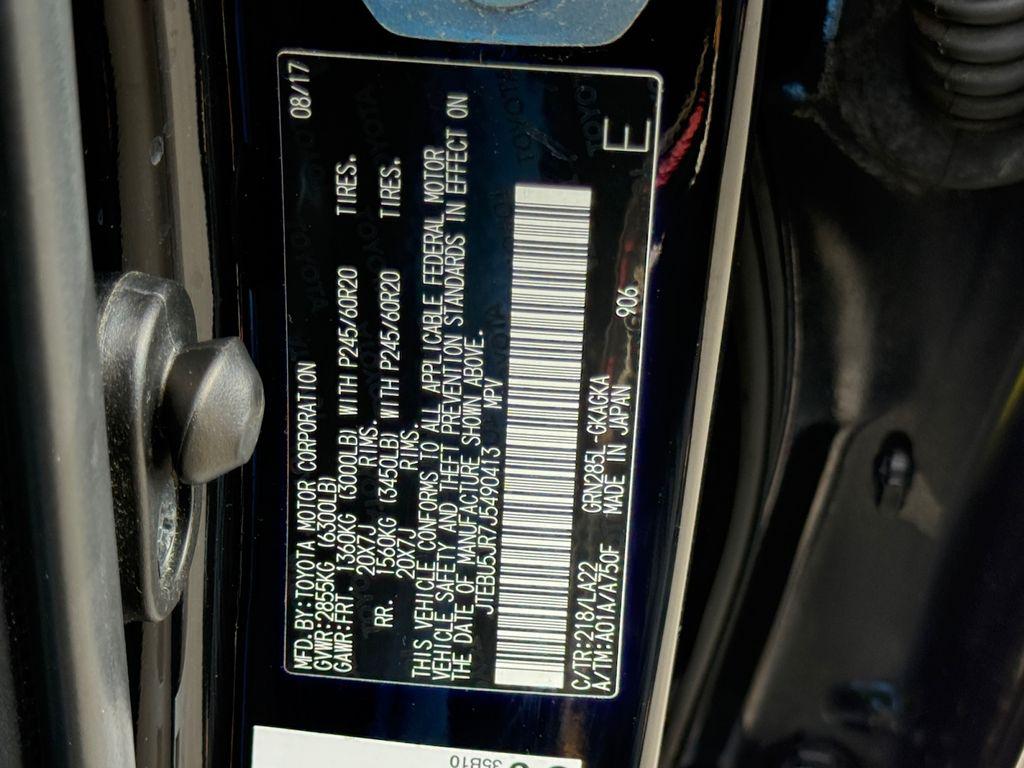 MFD. BY: TOYOTA MOTOR CORPORATION 08/17
GVWR: 2855KG (6300LB)
GAWR: FRT. 1360KG (3000LB) WITH P245/60R20 TIRES.
20X7J RIMS.
RR. 1560KG (3450LB) WITH P245/60R20 TIRES.
20X7J RIMS.
THIS VEHICLE CONFORMS TO ALL APPLICABLE FEDERAL MOTOR
VEHICLE SAFETY AND THEFT PREVENTION STANDARDS IN EFFECT ON
THE DATE OF MANUFACTURE SHOWN ABOVE.
JTEBU5JR7J5490413 MPV
C/TR: 218/LA22 GRN285L-GKAGKA
A/TM: A01A/A750F MADE IN JAPAN 906 E
35B10